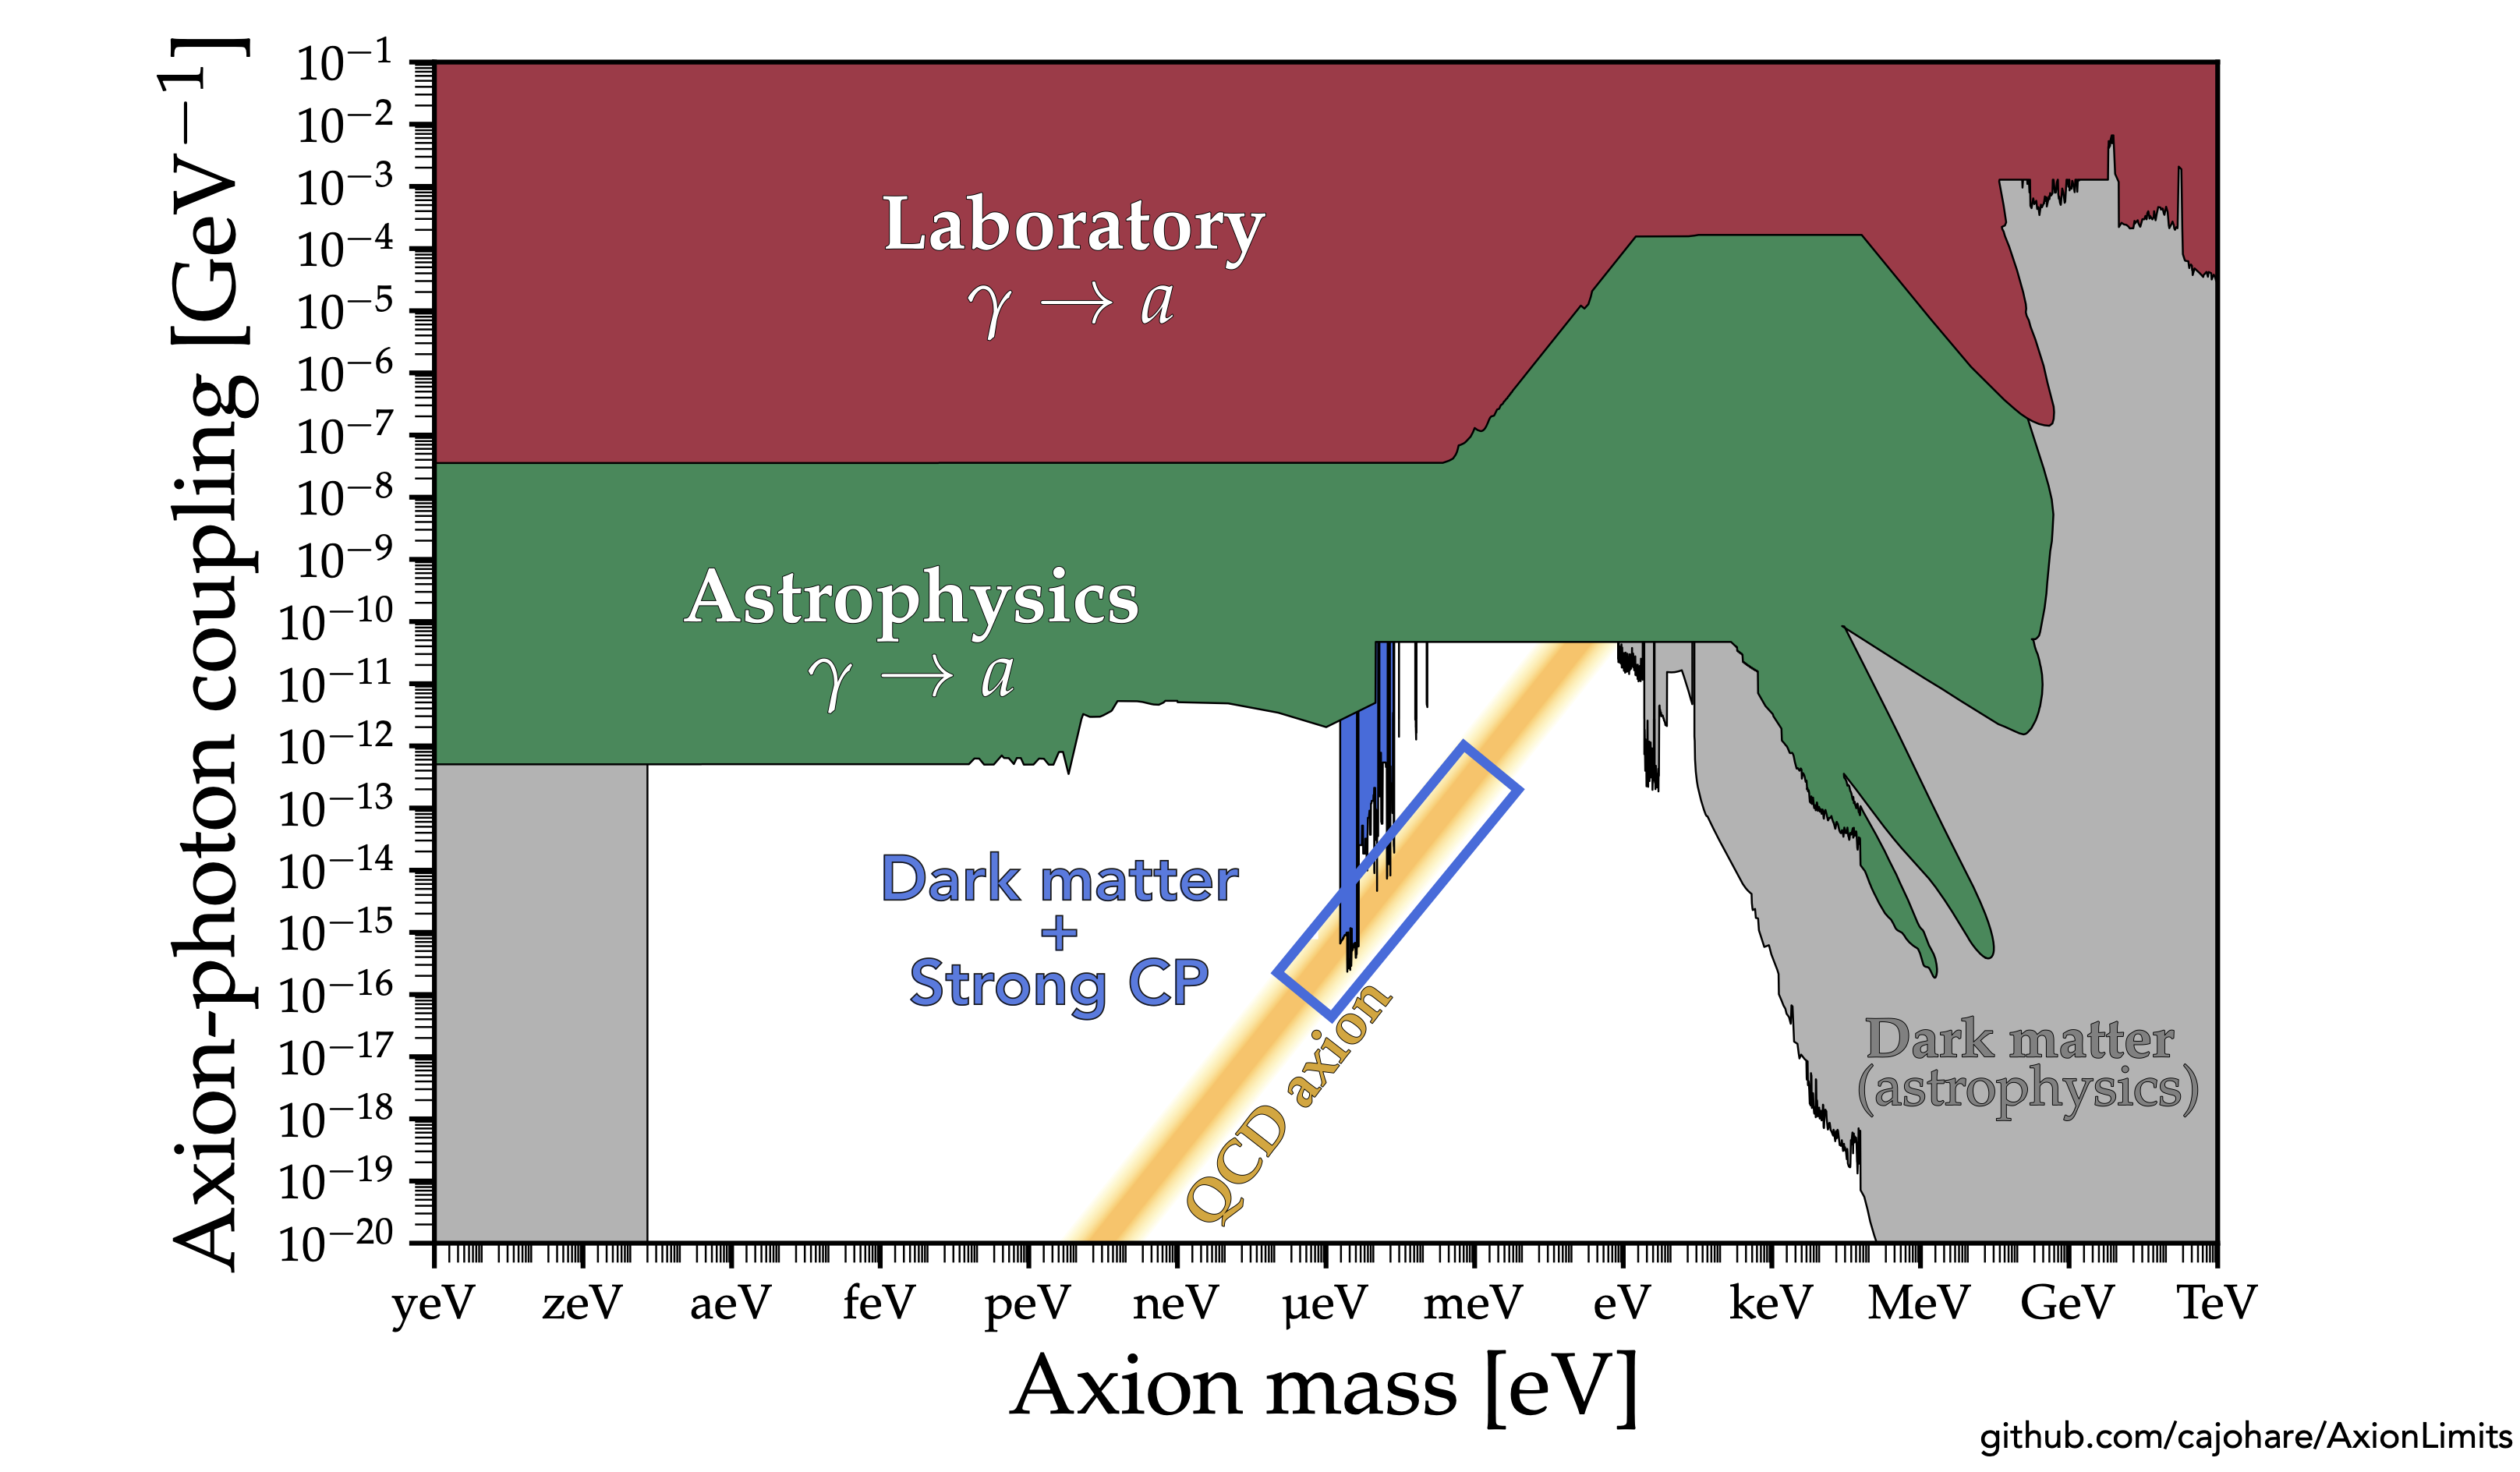 Axion-photon coupling [GeV⁻¹]
10⁻¹
10⁻²
10⁻³
10⁻⁴
10⁻⁵
10⁻⁶
10⁻⁷
10⁻⁸
10⁻⁹
10⁻¹⁰
10⁻¹¹
10⁻¹²
10⁻¹³
10⁻¹⁴
10⁻¹⁵
10⁻¹⁶
10⁻¹⁷
10⁻¹⁸
10⁻¹⁹
10⁻²⁰
Laboratory
γ → a
Astrophysics
γ → a
Dark matter
+
Strong CP
QCD axion
Dark matter
(astrophysics)
yeV zeV aeV feV peV neV μeV meV eV keV MeV GeV TeV
Axion mass [eV]
github.com/cajohare/AxionLimits